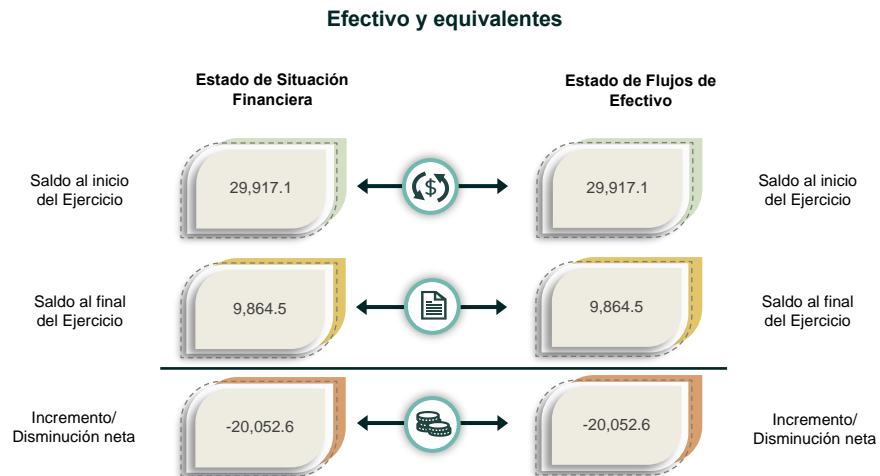 Efectivo y equivalentes
Estado de Situación
Financiera
Estado de Flujos de
Efectivo
Saldo al inicio
del Ejercicio
29,917.1
$
29,917.1
Saldo al inicio
del Ejercicio
Saldo al final
del Ejercicio
9,864.5
9,864.5
Saldo al final
del Ejercicio
Incremento/
Disminución neta
-20,052.6
-20,052.6
Incremento/
Disminución neta